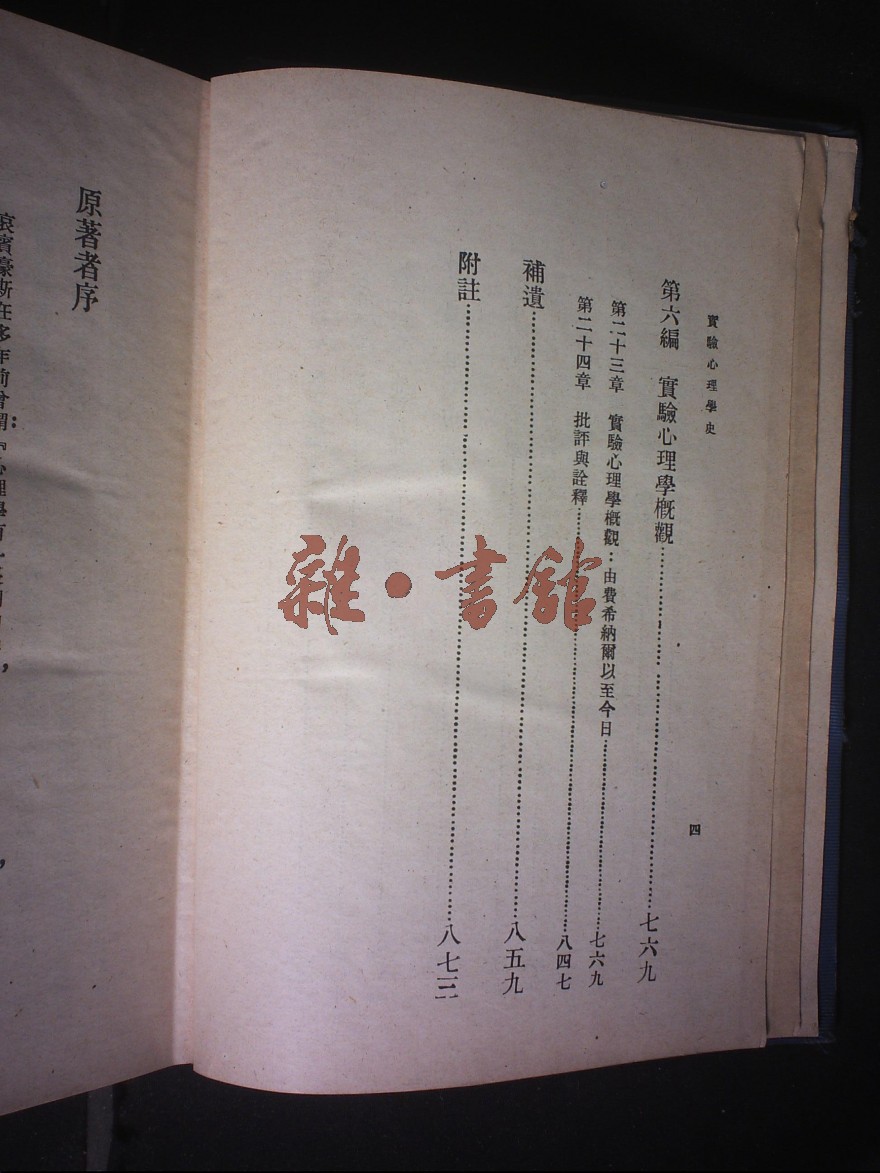 實驗心理學史
四
第六編 實驗心理學概觀……七六九
第二十三章 實驗心理學概觀：由費希納爾以至今日……七六九
第二十四章 批評與詮釋……八四七
補遺……八五九
附註……八七三
雜·書館
原著者序